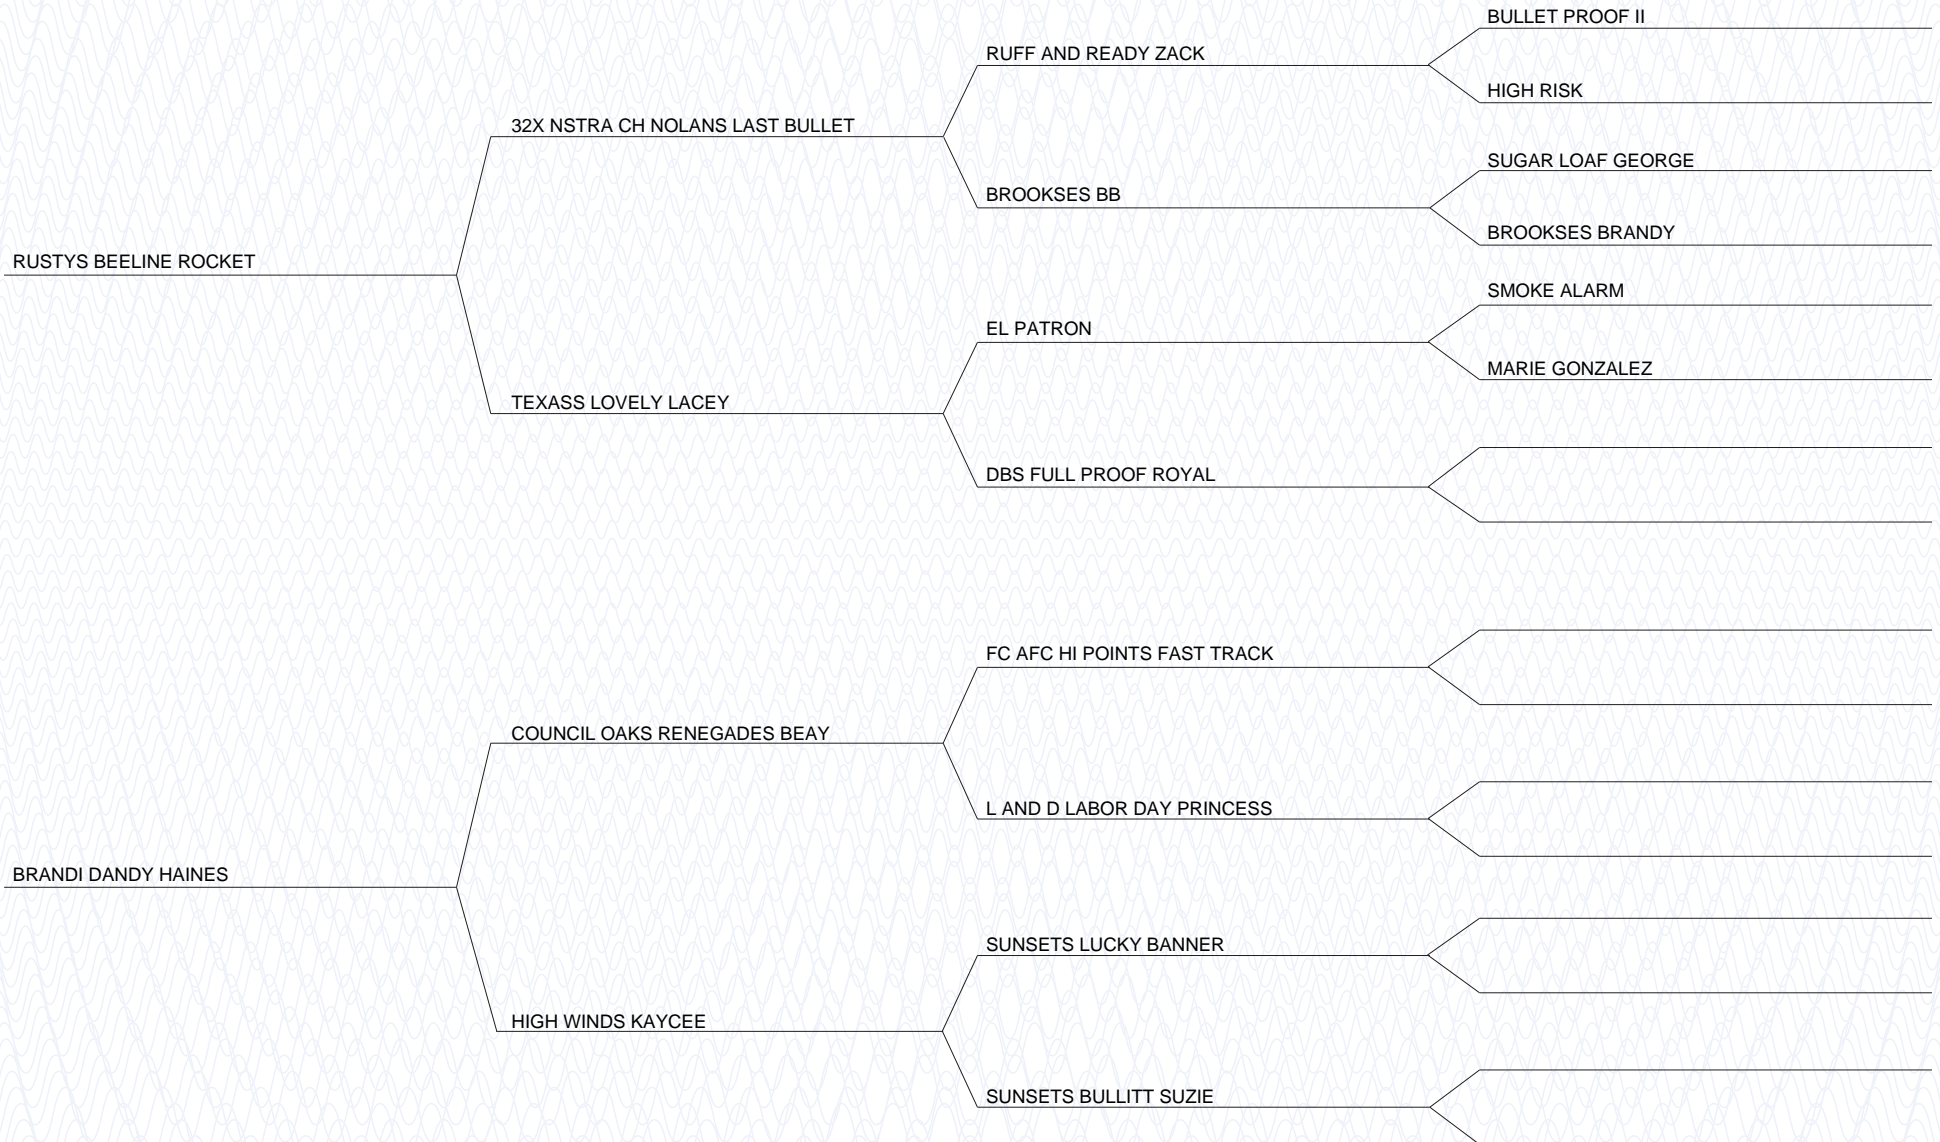 BULLET PROOF II
RUFF AND READY ZACK
HIGH RISK
32X NSTRA CH NOLANS LAST BULLET
SUGAR LOAF GEORGE
BROOKSES BB
BROOKSES BRANDY
RUSTYS BEELINE ROCKET
SMOKE ALARM
EL PATRON
MARIE GONZALEZ
TEXASS LOVELY LACEY
DBS FULL PROOF ROYAL
FC AFC HI POINTS FAST TRACK
COUNCIL OAKS RENEGADES BEAY
L AND D LABOR DAY PRINCESS
BRANDI DANDY HAINES
SUNSETS LUCKY BANNER
HIGH WINDS KAYCEE
SUNSETS BULLITT SUZIE